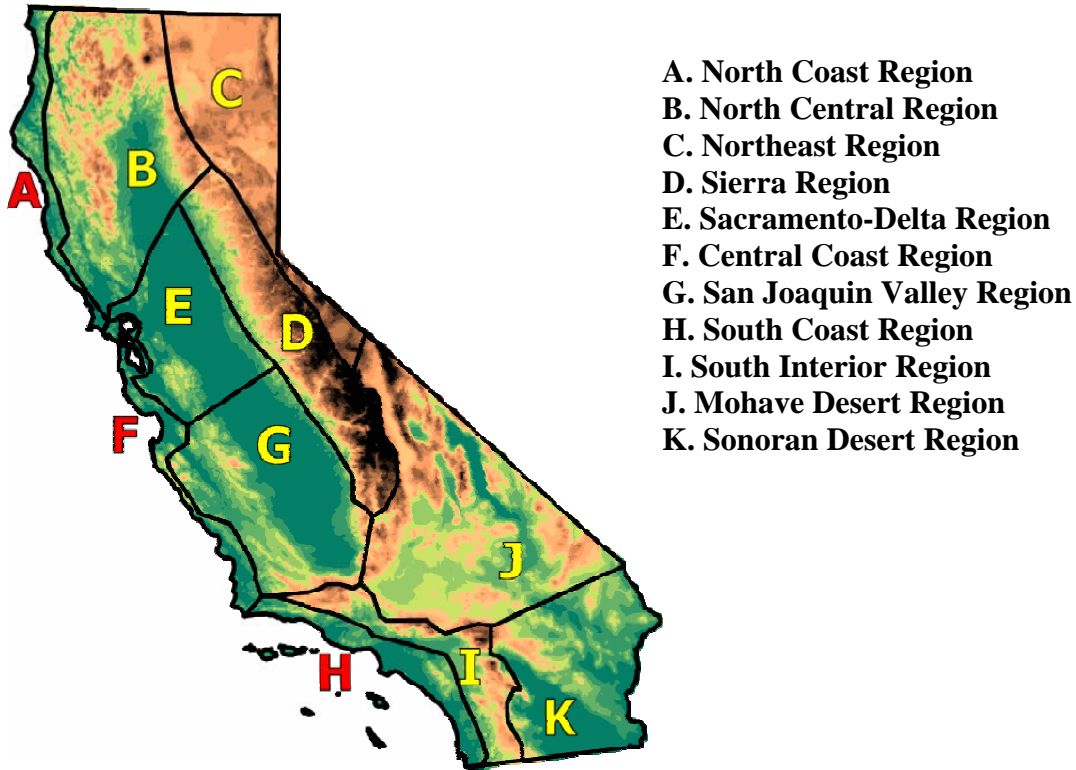 C
B
A
E
D
F
G
J
H
I
K
A. North Coast Region
B. North Central Region
C. Northeast Region
D. Sierra Region
E. Sacramento-Delta Region
F. Central Coast Region
G. San Joaquin Valley Region
H. South Coast Region
I. South Interior Region
J. Mohave Desert Region
K. Sonoran Desert Region